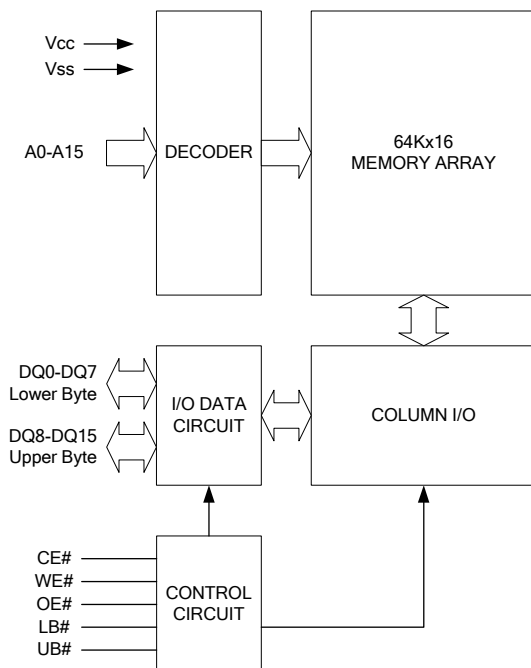 Vcc
Vss
A0-A15
DECODER
64Kx16
MEMORY ARRAY
DQ0-DQ7
Lower Byte
DQ8-DQ15
Upper Byte
I/O DATA
CIRCUIT
COLUMN I/O
CE#
WE#
OE#
LB#
UB#
CONTROL
CIRCUIT